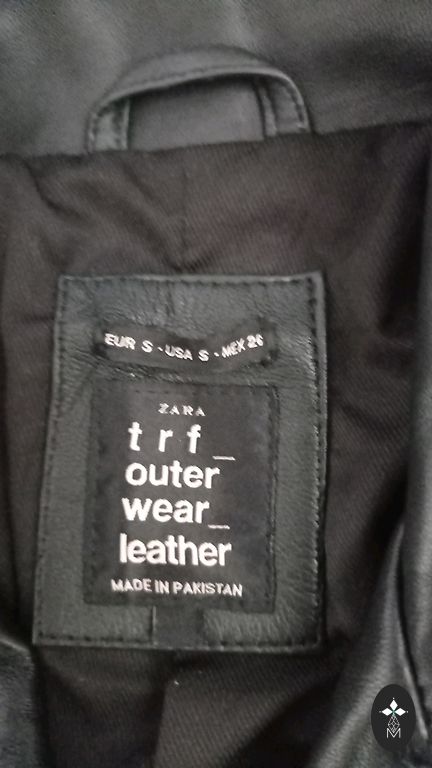 EUR S - USA S - MEX 26
ZARA
trf_
outer
wear_
leather
MADE IN PAKISTAN
M